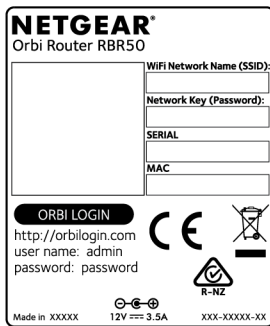 NETGEAR®
Orbi Router RBR50
WiFi Network Name (SSID):
Network Key (Password):
SERIAL
MAC
ORBI LOGIN
http://orbilogin.com
user name: admin
password: password
CE
R-NZ
Made in XXXXX
12V ⎓ 3.5A
XXX-XXXXX-XX